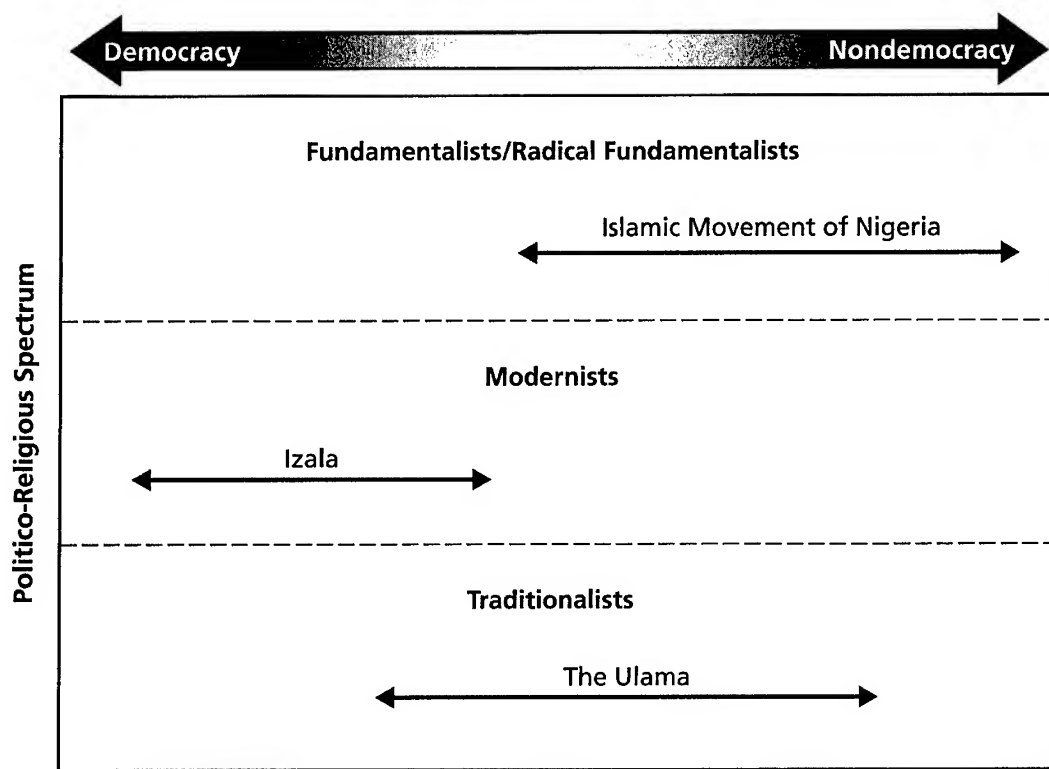 Democracy Nondemocracy
Fundamentalists/Radical Fundamentalists
Islamic Movement of Nigeria
Politico-Religious Spectrum
Modernists
Izala
Traditionalists
The Ulama